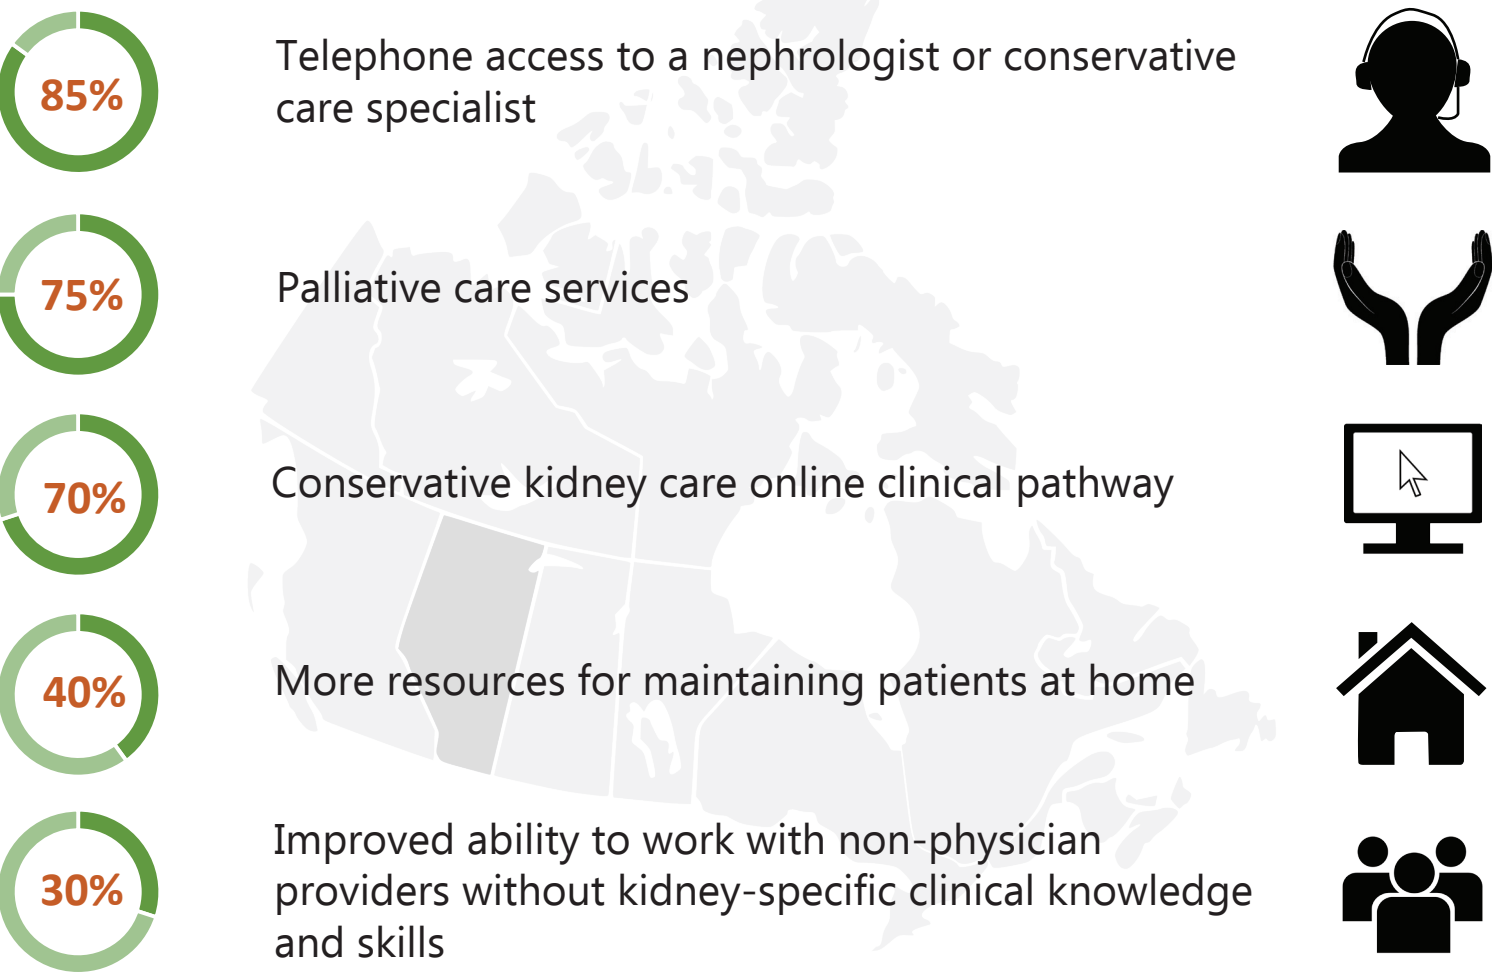 85%
Telephone access to a nephrologist or conservative
care specialist
75%
Palliative care services
70%
Conservative kidney care online clinical pathway
40%
More resources for maintaining patients at home
30%
Improved ability to work with non-physician
providers without kidney-specific clinical knowledge
and skills